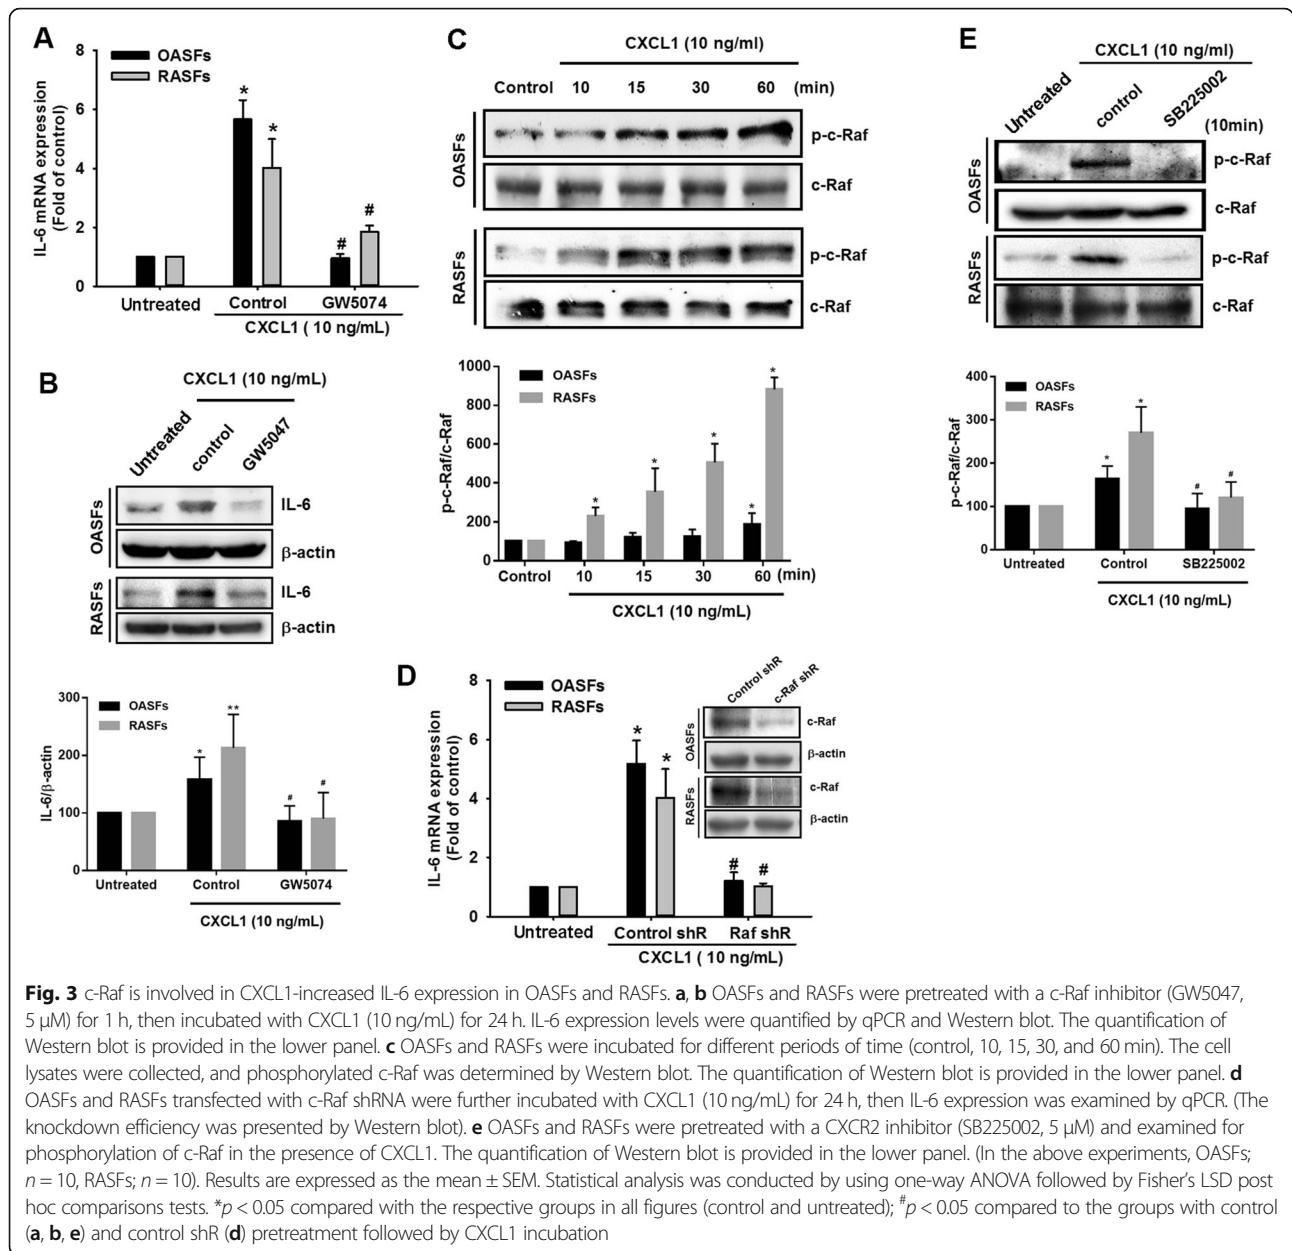 A
OASFs
RASFs
IL-6 mRNA expression
(Fold of control)
8
6
4
2
0
*
*
#
#
Untreated
Control
GW5074
CXCL1 ( 10 ng/mL)
B
CXCL1 (10 ng/mL)
Untreated
control
GW5047
OASFs
IL-6
β-actin
RASFs
IL-6
β-actin
OASFs
RASFs
IL-6/β-actin
300
200
100
0
*
**
#
#
Untreated
Control
GW5074
CXCL1 (10 ng/mL)
C
CXCL1 (10 ng/ml)
Control 10 15 30 60 (min)
OASFs
p-c-Raf
c-Raf
RASFs
p-c-Raf
c-Raf
OASFs
RASFs
p-c-Raf/c-Raf
1000
800
600
400
200
0
*
*
*
*
*
Control 10 15 30 60 (min)
CXCL1 (10 ng/mL)
D
OASFs
RASFs
IL-6 mRNA expression
(Fold of control)
8
6
4
2
0
*
*
#
#
Untreated
Control shR
Raf shR
CXCL1 ( 10 ng/mL)
Control shR
c-Raf shR
OASFs
c-Raf
β-actin
RASFs
c-Raf
β-actin
E
CXCL1 (10 ng/ml)
Untreated
control
SB225002
(10min)
OASFs
p-c-Raf
c-Raf
RASFs
p-c-Raf
c-Raf
OASFs
RASFs
p-c-Raf/c-Raf
400
300
200
100
0
*
*
#
#
Untreated
Control
SB225002
CXCL1 (10 ng/mL)
Fig. 3 c-Raf is involved in CXCL1-increased IL-6 expression in OASFs and RASFs. a, b OASFs and RASFs were pretreated with a c-Raf inhibitor (GW5047,
5 μM) for 1 h, then incubated with CXCL1 (10 ng/mL) for 24 h. IL-6 expression levels were quantified by qPCR and Western blot. The quantification of
Western blot is provided in the lower panel. c OASFs and RASFs were incubated for different periods of time (control, 10, 15, 30, and 60 min). The cell
lysates were collected, and phosphorylated c-Raf was determined by Western blot. The quantification of Western blot is provided in the lower panel. d
OASFs and RASFs transfected with c-Raf shRNA were further incubated with CXCL1 (10 ng/mL) for 24 h, then IL-6 expression was examined by qPCR. (The
knockdown efficiency was presented by Western blot). e OASFs and RASFs were pretreated with a CXCR2 inhibitor (SB225002, 5 μM) and examined for
phosphorylation of c-Raf in the presence of CXCL1. The quantification of Western blot is provided in the lower panel. (In the above experiments, OASFs;
n = 10, RASFs; n = 10). Results are expressed as the mean ± SEM. Statistical analysis was conducted by using one-way ANOVA followed by Fisher's LSD post
hoc comparisons tests. *p < 0.05 compared with the respective groups in all figures (control and untreated); #p < 0.05 compared to the groups with control
(a, b, e) and control shR (d) pretreatment followed by CXCL1 incubation